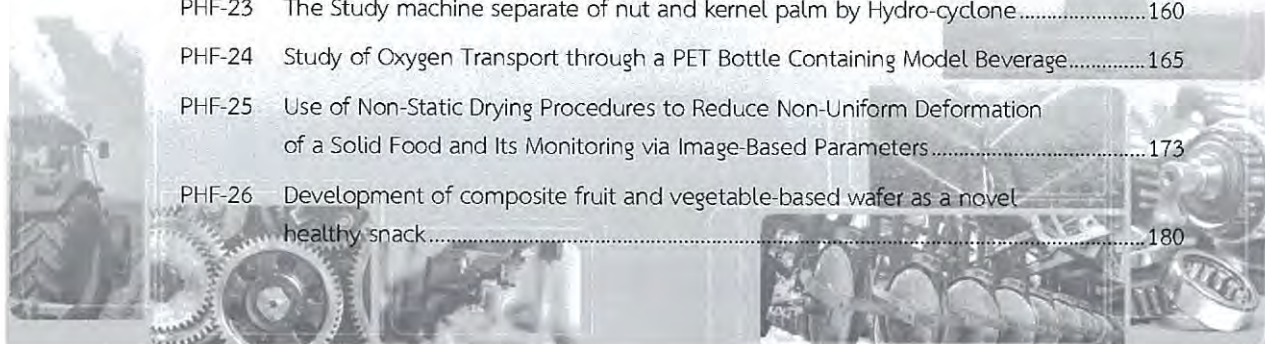 PHF-23 The Study machine separate of nut and kernel palm by Hydro-cyclone.......................160
PHF-24 Study of Oxygen Transport through a PET Bottle Containing Model Beverage..............165
PHF-25 Use of Non-Static Drying Procedures to Reduce Non-Uniform Deformation
of a Solid Food and Its Monitoring via Image-Based Parameters.......................................173
PHF-26 Development of composite fruit and vegetable-based wafer as a novel
healthy snack.......................................................................................................................180